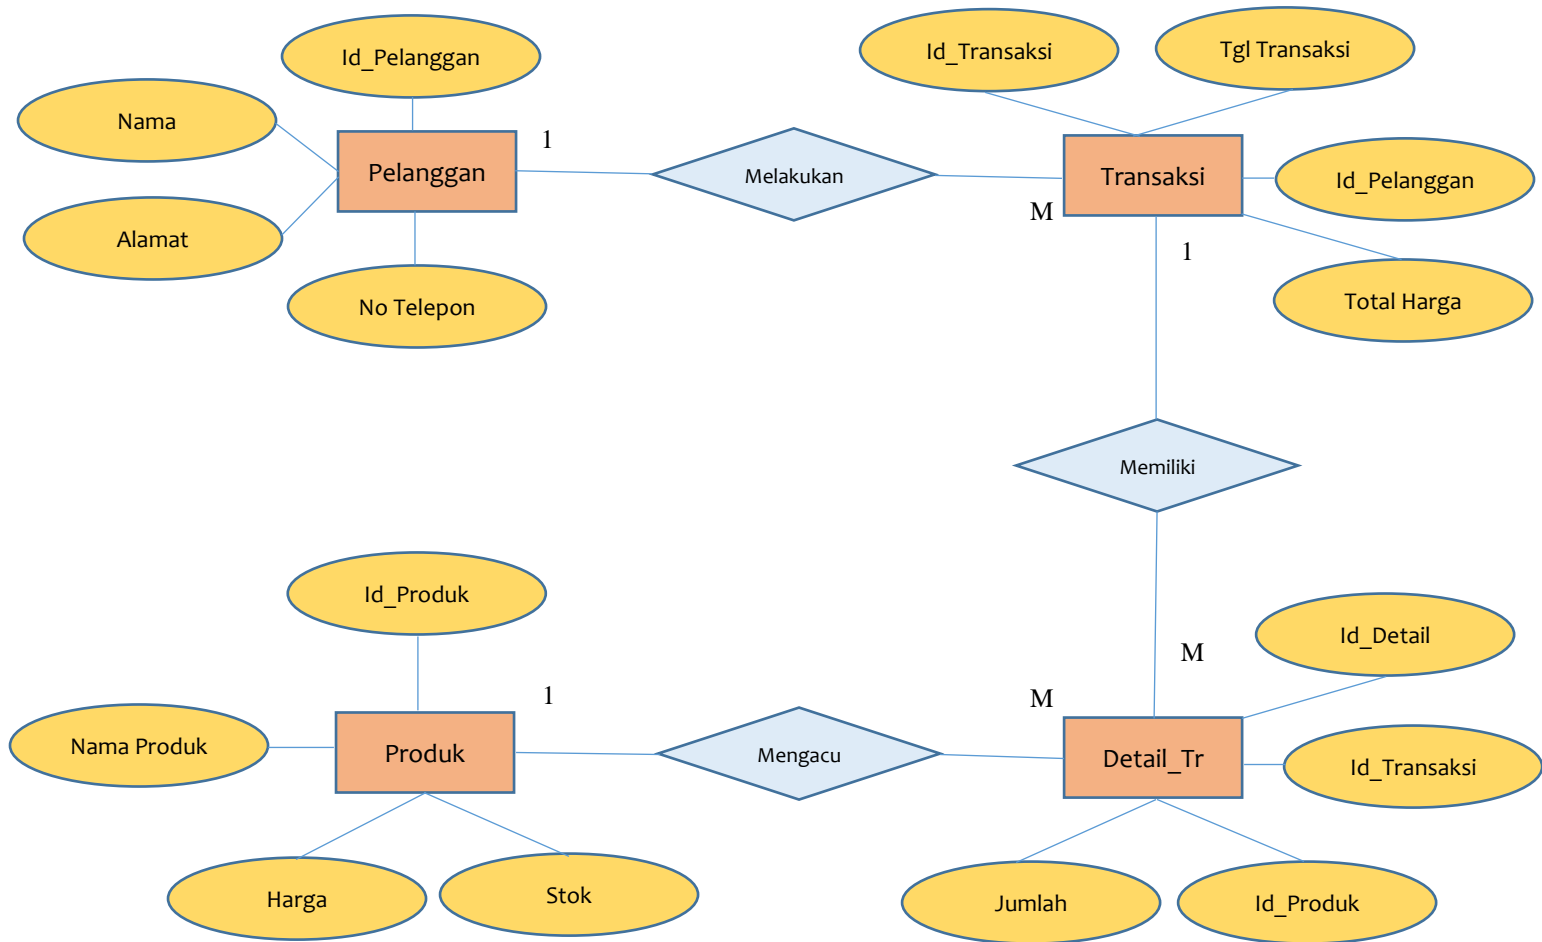 Id_Pelanggan
Id_Transaksi
Tgl Transaksi
Nama
1
Pelanggan
Melakukan
Transaksi
Id_Pelanggan
M
Alamat
1
No Telepon
Total Harga
Memiliki
Id_Produk
Id_Detail
M
1
M
Nama Produk
Produk
Mengacu
Detail_Tr
Id_Transaksi
Harga
Stok
Jumlah
Id_Produk